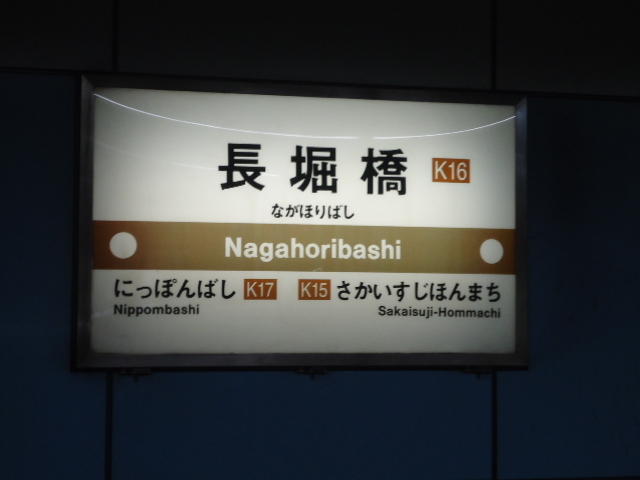 長堀橋 K16
ながほりばし
Nagahoribashi
にっぽんばし K17 K15 さかいすじほんまち
Nippombashi Sakaisuji-Hommachi